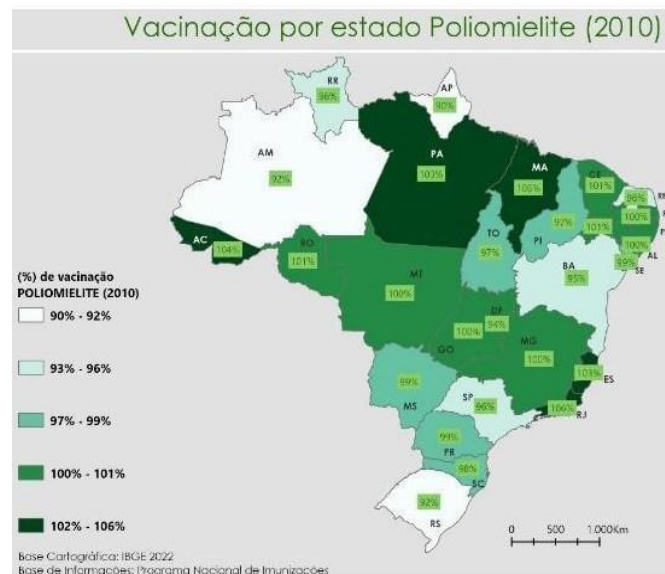 Vacinação por estado Poliomielite (2010)
RR
96%
AP
90%
AM
92%
PA
MA
CE
101%
96%
100%
101%
PI
TO
97%
AC
104%
RO
101%
MT
100%
100%
AL
99%
SE
BA
95%
DF
94%
100%
GO
MG
100%
103%
ES
99%
MS
SP
96%
106%
RJ
99%
PR
98%
SC
92%
RS
(%) de vacinação
POLIOMIELITE (2010)
90% - 92%
93% - 96%
97% - 99%
100% - 101%
102% - 106%
0 500 1.000Km
Base Cartográfica: IBGE 2022
Base de Informações: Programa Nacional de Imunizações